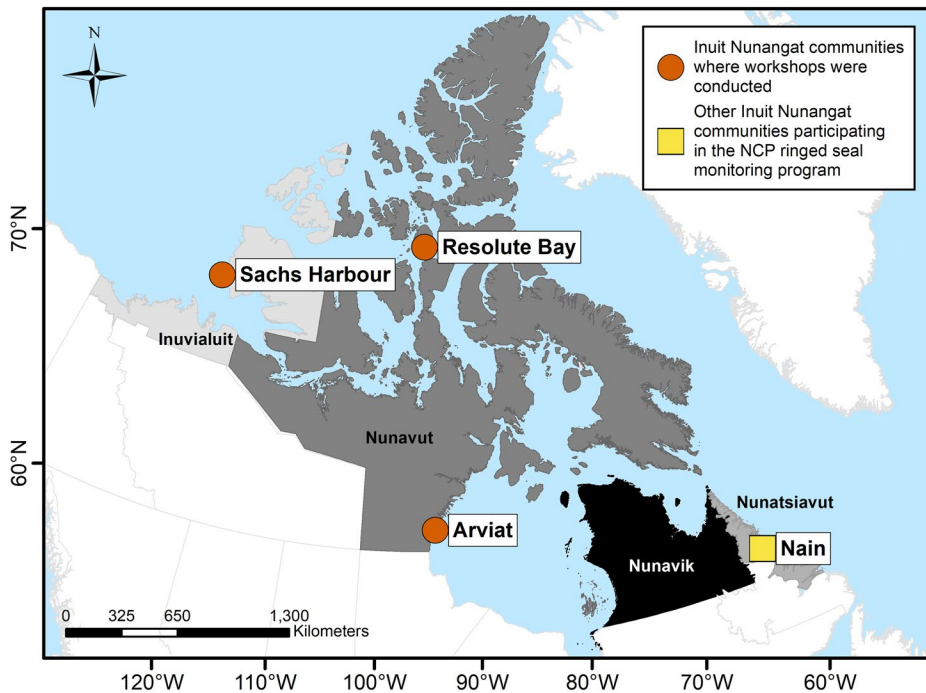 N
Inuit Nunangat communities
where workshops were
conducted
Other Inuit Nunangat
communities participating
in the NCP ringed seal
monitoring program
70°N
60°N
Resolute Bay
Sachs Harbour
Inuvialuit
Nunavut
Nunatsiavut
Arviat
Nain
Nunavik
0 325 650 1,300
Kilometers
120°W 110°W 100°W 90°W 80°W 70°W 60°W